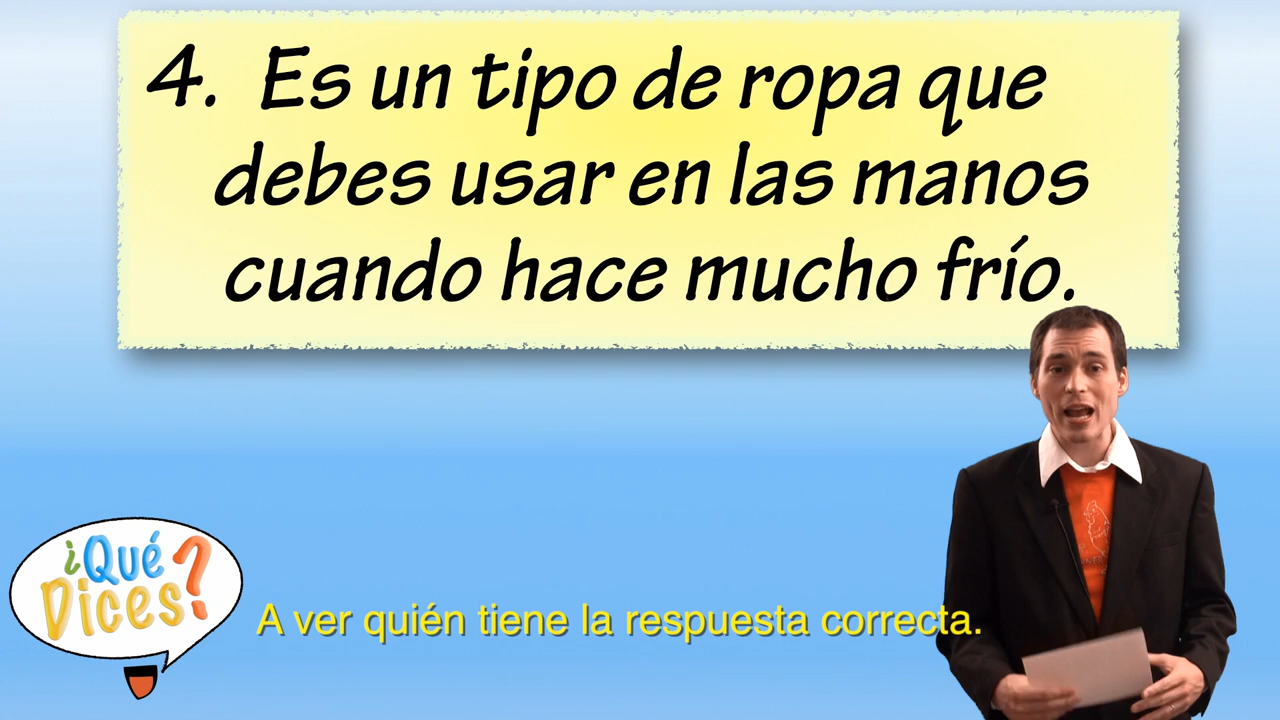 4. Es un tipo de ropa que
debes usar en las manos
cuando hace mucho frío.
¿Qué
Dices?
A ver quién tiene la respuesta correcta.